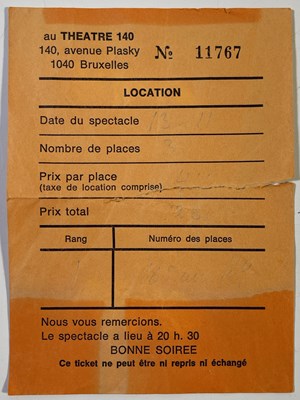 au THEATRE 140
140, avenue Plasky
1040 Bruxelles
№ 11767
LOCATION
Date du spectacle
Nombre de places
Prix par place
(taxe de location comprise)
Prix total
Rang
Numéro des places
Nous vous remercions.
Le spectacle a lieu à 20 h. 30
BONNE SOIREE
Ce ticket ne peut être ni repris ni échangé